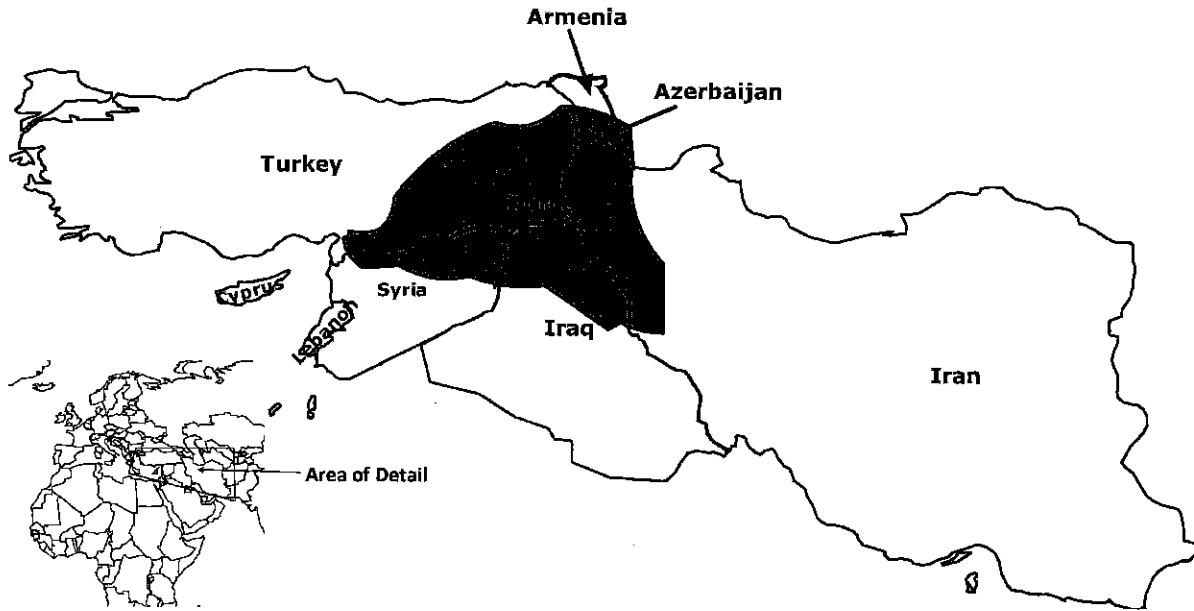 Armenia
Azerbaijan
Turkey
Cyprus
Syria
Lebanon
Iraq
Iran
Area of Detail